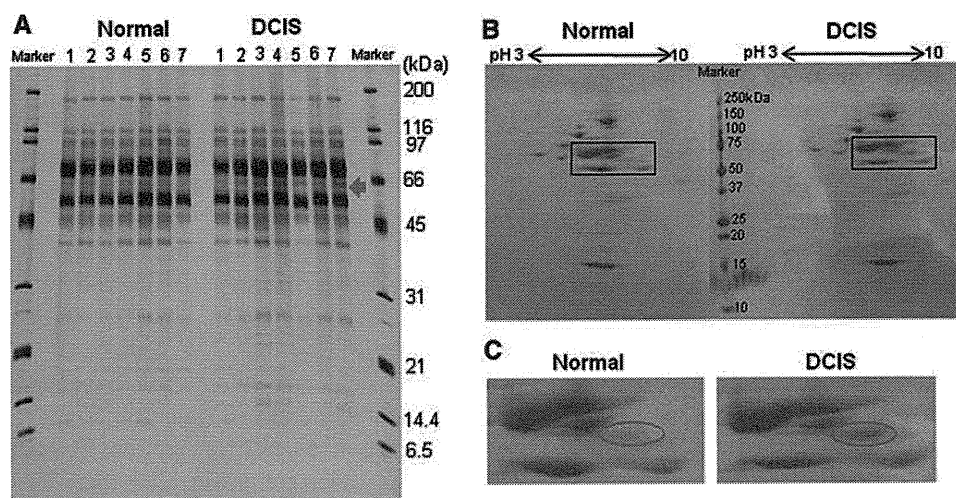 A
Normal DCIS
Marker 1 2 3 4 5 6 7 1 2 3 4 5 6 7 Marker (kDa)
200
116
97
66
45
31
21
14.4
6.5
B
Normal DCIS
pH 3 10 pH 3 10
Marker
250kDa
150
100
75
50
37
25
20
15
10
C
Normal DCIS